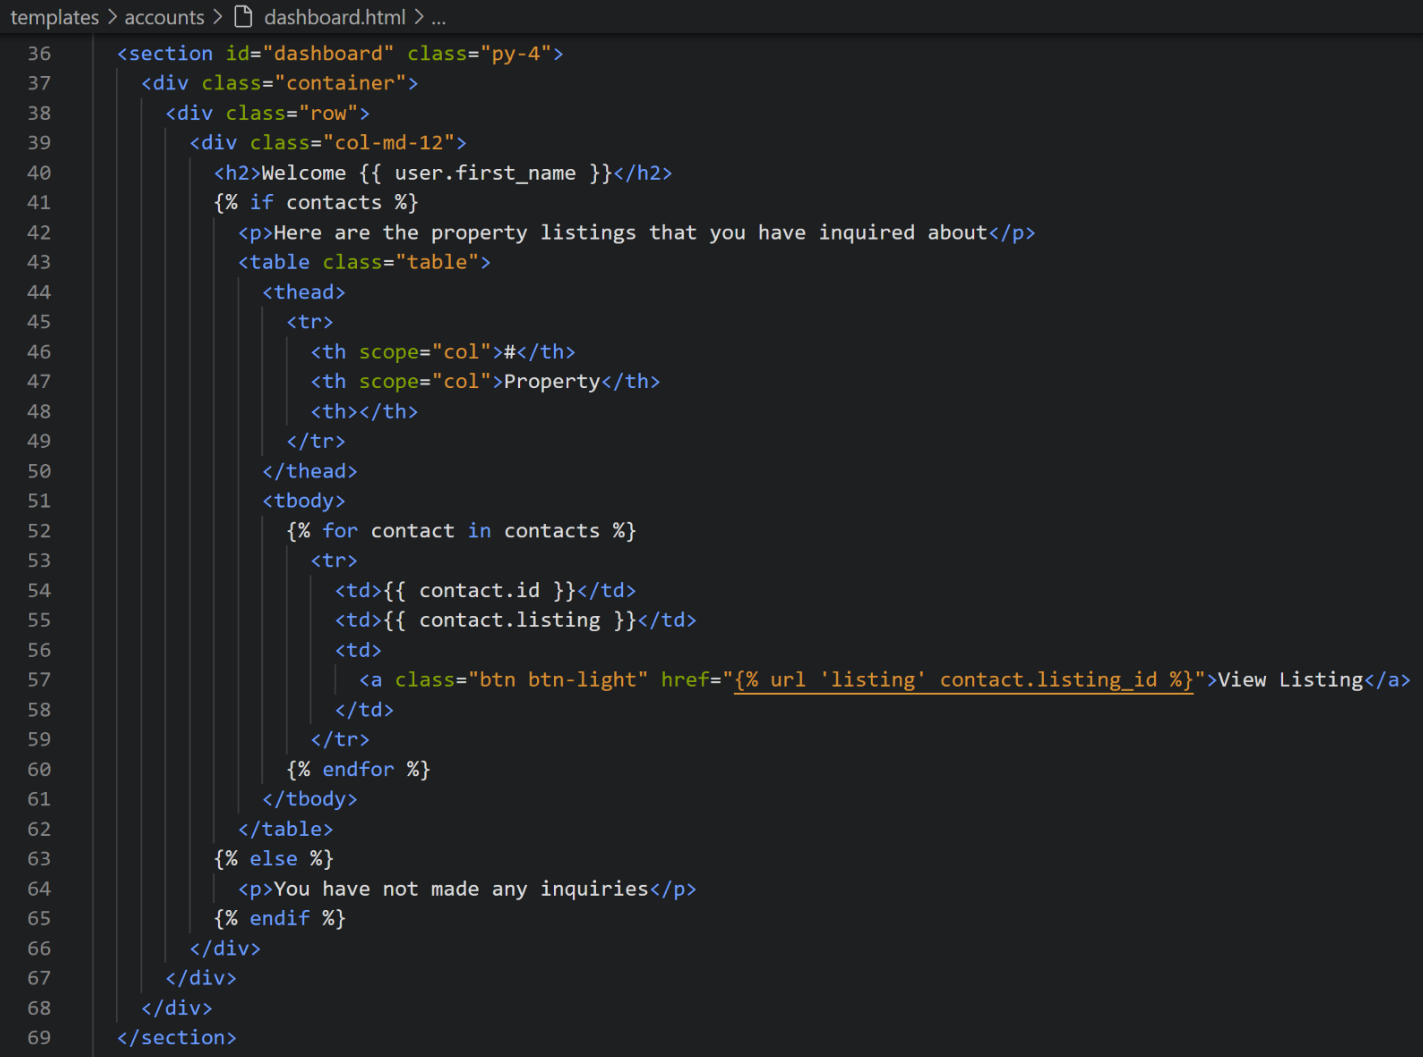 templates > accounts > dashboard.html > ...
36 <section id="dashboard" class="py-4">
37 <div class="container">
38 <div class="row">
39 <div class="col-md-12">
40 <h2>Welcome {{ user.first_name }}</h2>
41 {% if contacts %}
42 <p>Here are the property listings that you have inquired about</p>
43 <table class="table">
44 <thead>
45 <tr>
46 <th scope="col">#</th>
47 <th scope="col">Property</th>
48 <th></th>
49 </tr>
50 </thead>
51 <tbody>
52 {% for contact in contacts %}
53 <tr>
54 <td>{{ contact.id }}</td>
55 <td>{{ contact.listing }}</td>
56 <td>
57 <a class="btn btn-light" href="{% url 'listing' contact.listing_id %}">View Listing</a>
58 </td>
59 </tr>
60 {% endfor %}
61 </tbody>
62 </table>
63 {% else %}
64 <p>You have not made any inquiries</p>
65 {% endif %}
66 </div>
67 </div>
68 </div>
69 </section>